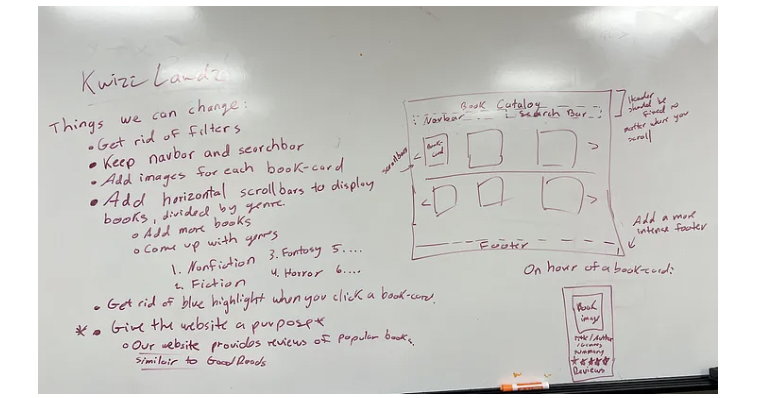 Kwizi Landz
Things we can change:
• Get rid of filters
• Keep navbar and searchbar
• Add images for each book-card
• Add horizontal scrollbars to display
books, divided by genre.
○ Add more books
○ Come up with genres
1. Nonfiction 3. Fantasy 5....
2. Fiction 4. Horror 6....
• Get rid of blue highlight when you click a book-card.
* • Give the website a purpose*
○ Our website provides reviews of popular books,
similair to GoodReads
Book Catalog
Navbar Search Bar
Book-
card
scrollbars
Footer
Header
should be
fixed no
matter where you
scroll
Add a more
intense footer
On hover of a book-card:
Book
image
title/Author
/Genres
summary
★★★★★
Reviews